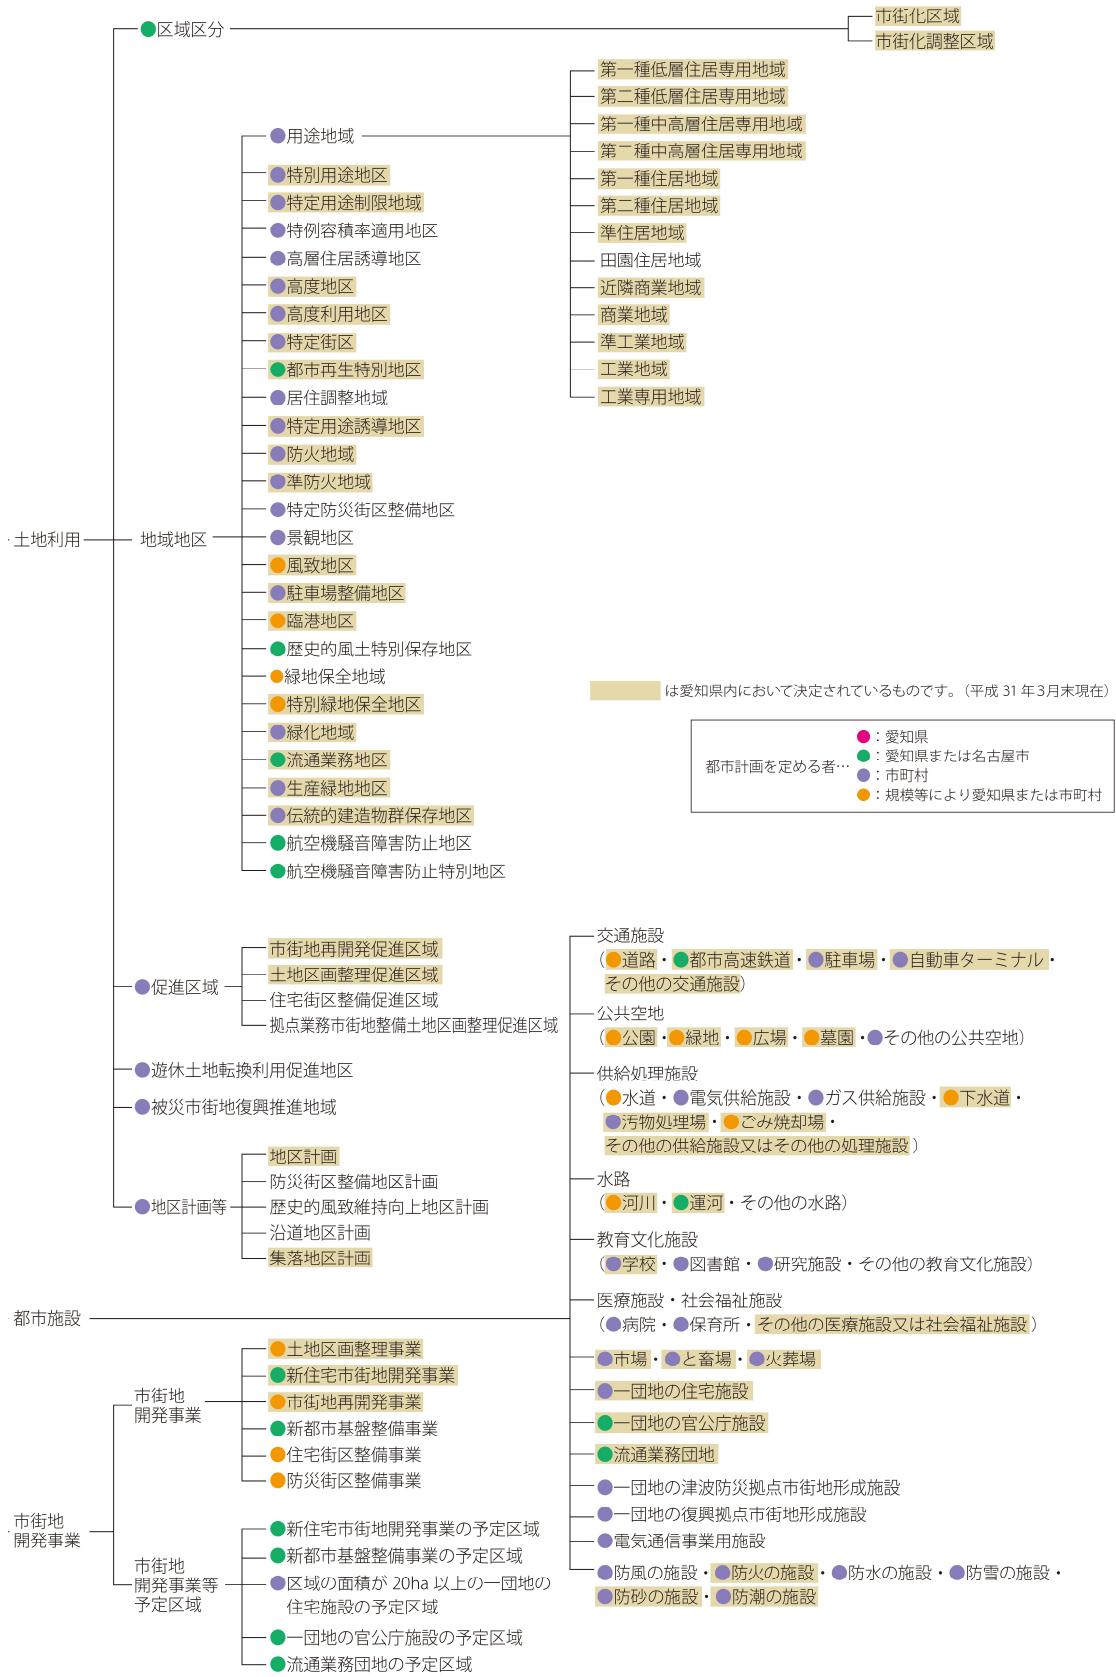 ●区域区分
市街化区域
市街化調整区域
・土地利用
地域地区
●用途地域
第一種低層住居専用地域
第二種低層住居専用地域
第一種中高層住居専用地域
第二種中高層住居専用地域
第一種住居地域
第二種住居地域
準住居地域
田園住居地域
近隣商業地域
商業地域
準工業地域
工業地域
工業専用地域
●特別用途地区
●特定用途制限地域
●特例容積率適用地区
●高層住居誘導地区
●高度地区
●高度利用地区
●特定街区
●都市再生特別地区
●居住調整地域
●特定用途誘導地区
●防火地域
●準防火地域
●特定防災街区整備地区
●景観地区
●風致地区
●駐車場整備地区
●臨港地区
●歴史的風土特別保存地区
●緑地保全地域
●特別緑地保全地区
●緑化地域
●流通業務地区
●生産緑地地区
●伝統的建造物群保存地区
●航空機騒音障害防止地区
●航空機騒音障害防止特別地区
は愛知県内において決定されているものです。（平成 31 年3月末現在）
都市計画を定める者…
●：愛知県
●：愛知県または名古屋市
●：市町村
●：規模等により愛知県または市町村
●促進区域
市街地再開発促進区域
土地区画整理促進区域
住宅街区整備促進区域
拠点業務市街地整備土地区画整理促進区域
●遊休土地転換利用促進地区
●被災市街地復興推進地域
●地区計画等
地区計画
防災街区整備地区計画
歴史的風致維持向上地区計画
沿道地区計画
集落地区計画
都市施設
交通施設
（●道路・●都市高速鉄道・●駐車場・●自動車ターミナル・
その他の交通施設）
公共空地
（●公園・●緑地・●広場・●墓園・●その他の公共空地）
供給処理施設
（●水道・●電気供給施設・●ガス供給施設・●下水道・
●汚物処理場・●ごみ焼却場・
その他の供給施設又はその他の処理施設）
水路
（●河川・●運河・その他の水路）
教育文化施設
（●学校・●図書館・●研究施設・その他の教育文化施設）
医療施設・社会福祉施設
（●病院・●保育所・その他の医療施設又は社会福祉施設）
●市場・●と畜場・●火葬場
●一団地の住宅施設
●一団地の官公庁施設
●流通業務団地
●一団地の津波防災拠点市街地形成施設
●一団地の復興拠点市街地形成施設
●電気通信事業用施設
●防風の施設・●防火の施設・●防水の施設・●防雪の施設・
●防砂の施設・●防潮の施設
・市街地
開発事業
市街地
開発事業
●土地区画整理事業
●新住宅市街地開発事業
●市街地再開発事業
●新都市基盤整備事業
●住宅街区整備事業
●防災街区整備事業
市街地
開発事業等
予定区域
●新住宅市街地開発事業の予定区域
●新都市基盤整備事業の予定区域
●区域の面積が 20ha 以上の一団地の
住宅施設の予定区域
●一団地の官公庁施設の予定区域
●流通業務団地の予定区域